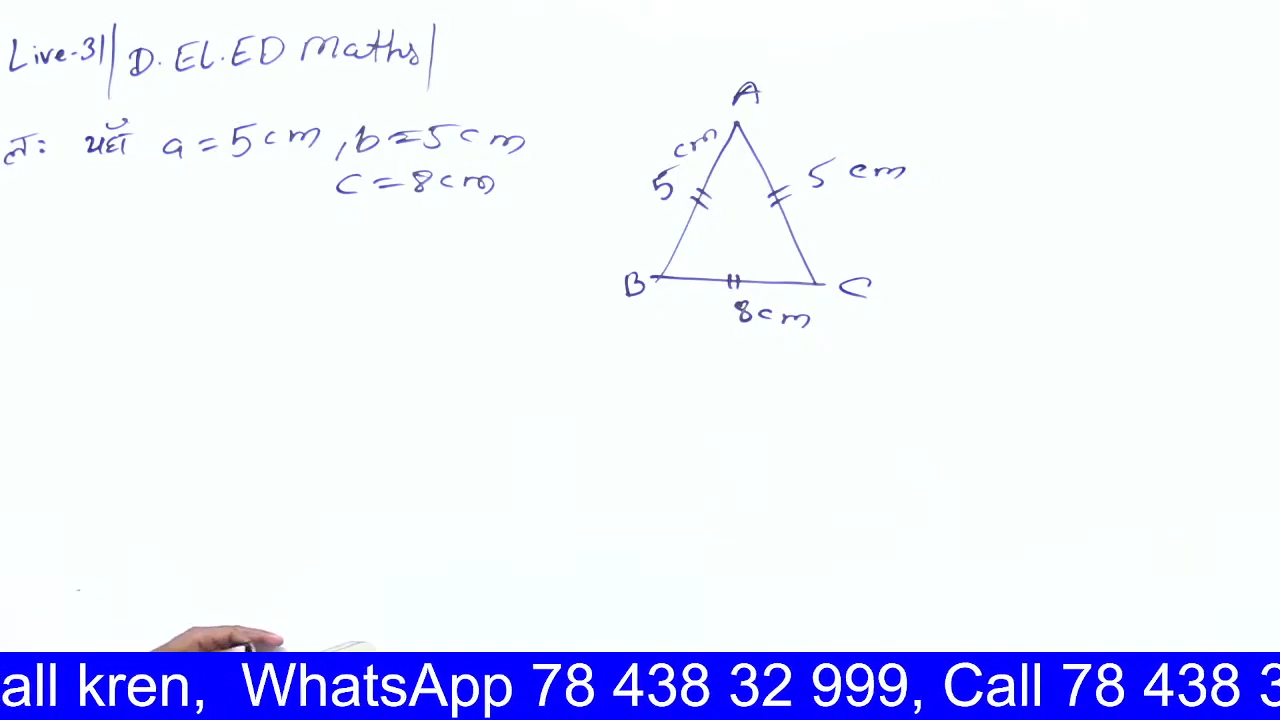 Live-31| D.EL.ED Maths|
यहाँ a = 5cm, b = 5cm
c = 8cm
A
5 cm
5 cm
B
C
8cm
all kren, WhatsApp 78 438 32 999, Call 78 438 3